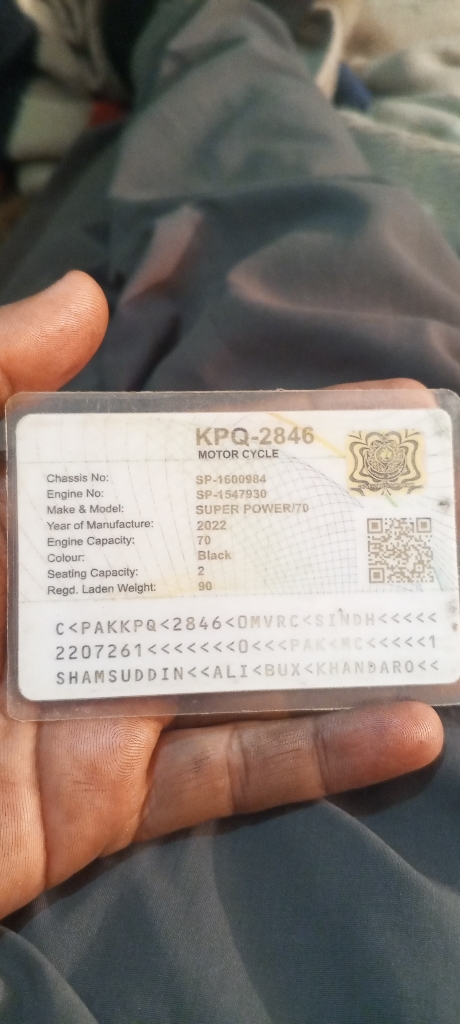 KPQ-2846
MOTOR CYCLE
Chassis No: SP-1600984
Engine No: SP-1547930
Make & Model: SUPER POWER/70
Year of Manufacture: 2022
Engine Capacity: 70
Colour: Black
Seating Capacity: 2
Regd. Laden Weight: 90
C<PAKKPQ<2846<OMVRC<SINDH<<<<<
2207261<<<<<<<O<<<PAK<MC<<<<<1
SHAMSUDDIN<<ALI<BUX<KHANDARO<<